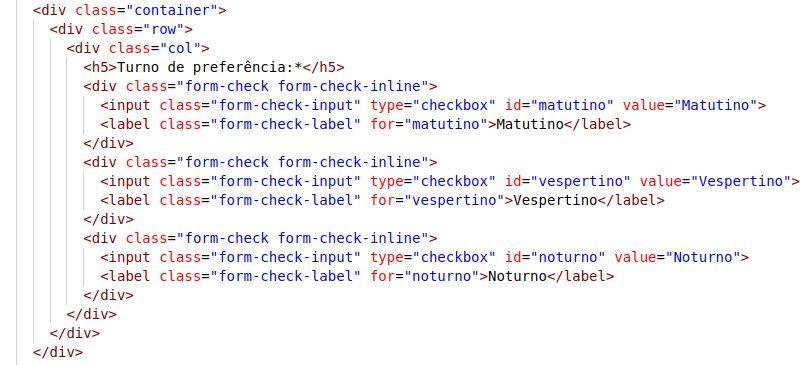 <div class="container">
<div class="row">
<div class="col">
<h5>Turno de preferência:*</h5>
<div class="form-check form-check-inline">
<input class="form-check-input" type="checkbox" id="matutino" value="Matutino">
<label class="form-check-label" for="matutino">Matutino</label>
</div>
<div class="form-check form-check-inline">
<input class="form-check-input" type="checkbox" id="vespertino" value="Vespertino">
<label class="form-check-label" for="vespertino">Vespertino</label>
</div>
<div class="form-check form-check-inline">
<input class="form-check-input" type="checkbox" id="noturno" value="Noturno">
<label class="form-check-label" for="noturno">Noturno</label>
</div>
</div>
</div>
</div>